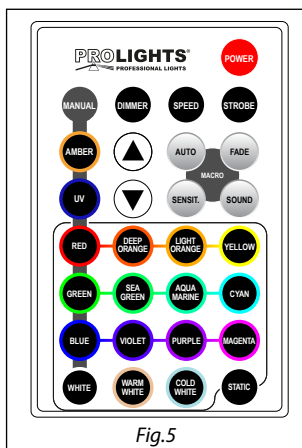 PROLIGHTS®
PROFESSIONAL LIGHTS
POWER
MANUAL DIMMER SPEED STROBE
AMBER AUTO FADE
MACRO
UV SENSIT. SOUND
RED DEEP ORANGE LIGHT ORANGE YELLOW
GREEN SEA GREEN AQUA MARINE CYAN
BLUE VIOLET PURPLE MAGENTA
WHITE WARM WHITE COLD WHITE STATIC
Fig.5